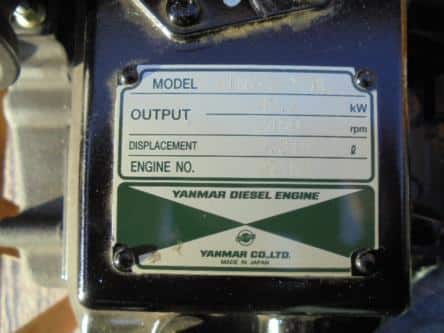 MODEL
OUTPUT kW
rpm
DISPLACEMENT ℓ
ENGINE NO.
YANMAR DIESEL ENGINE
YANMAR CO.,LTD.
MADE IN JAPAN